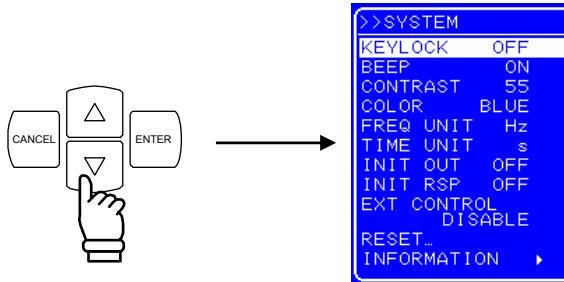 CANCEL
ENTER
>>SYSTEM
KEYLOCK OFF
BEEP ON
CONTRAST 55
COLOR BLUE
FREQ UNIT Hz
TIME UNIT s
INIT OUT OFF
INIT RSP OFF
EXT CONTROL
DISABLE
RESET…
INFORMATION